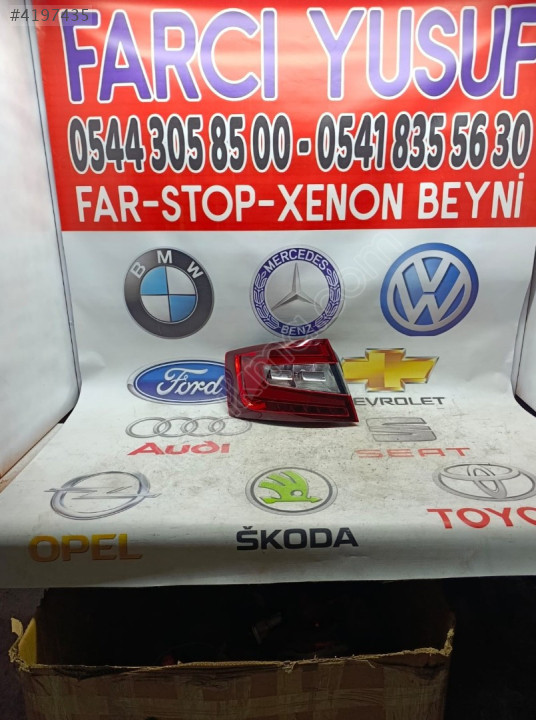 #4197435
FARCI YUSUF
0544 305 85 00 - 0541 835 56 30
FAR-STOP-XENON BEYNİ
BMW
MERCEDES
BENZ
Ford
CHEVROLET
Audi
SEAT
OPEL
ŠKODA
TOYO